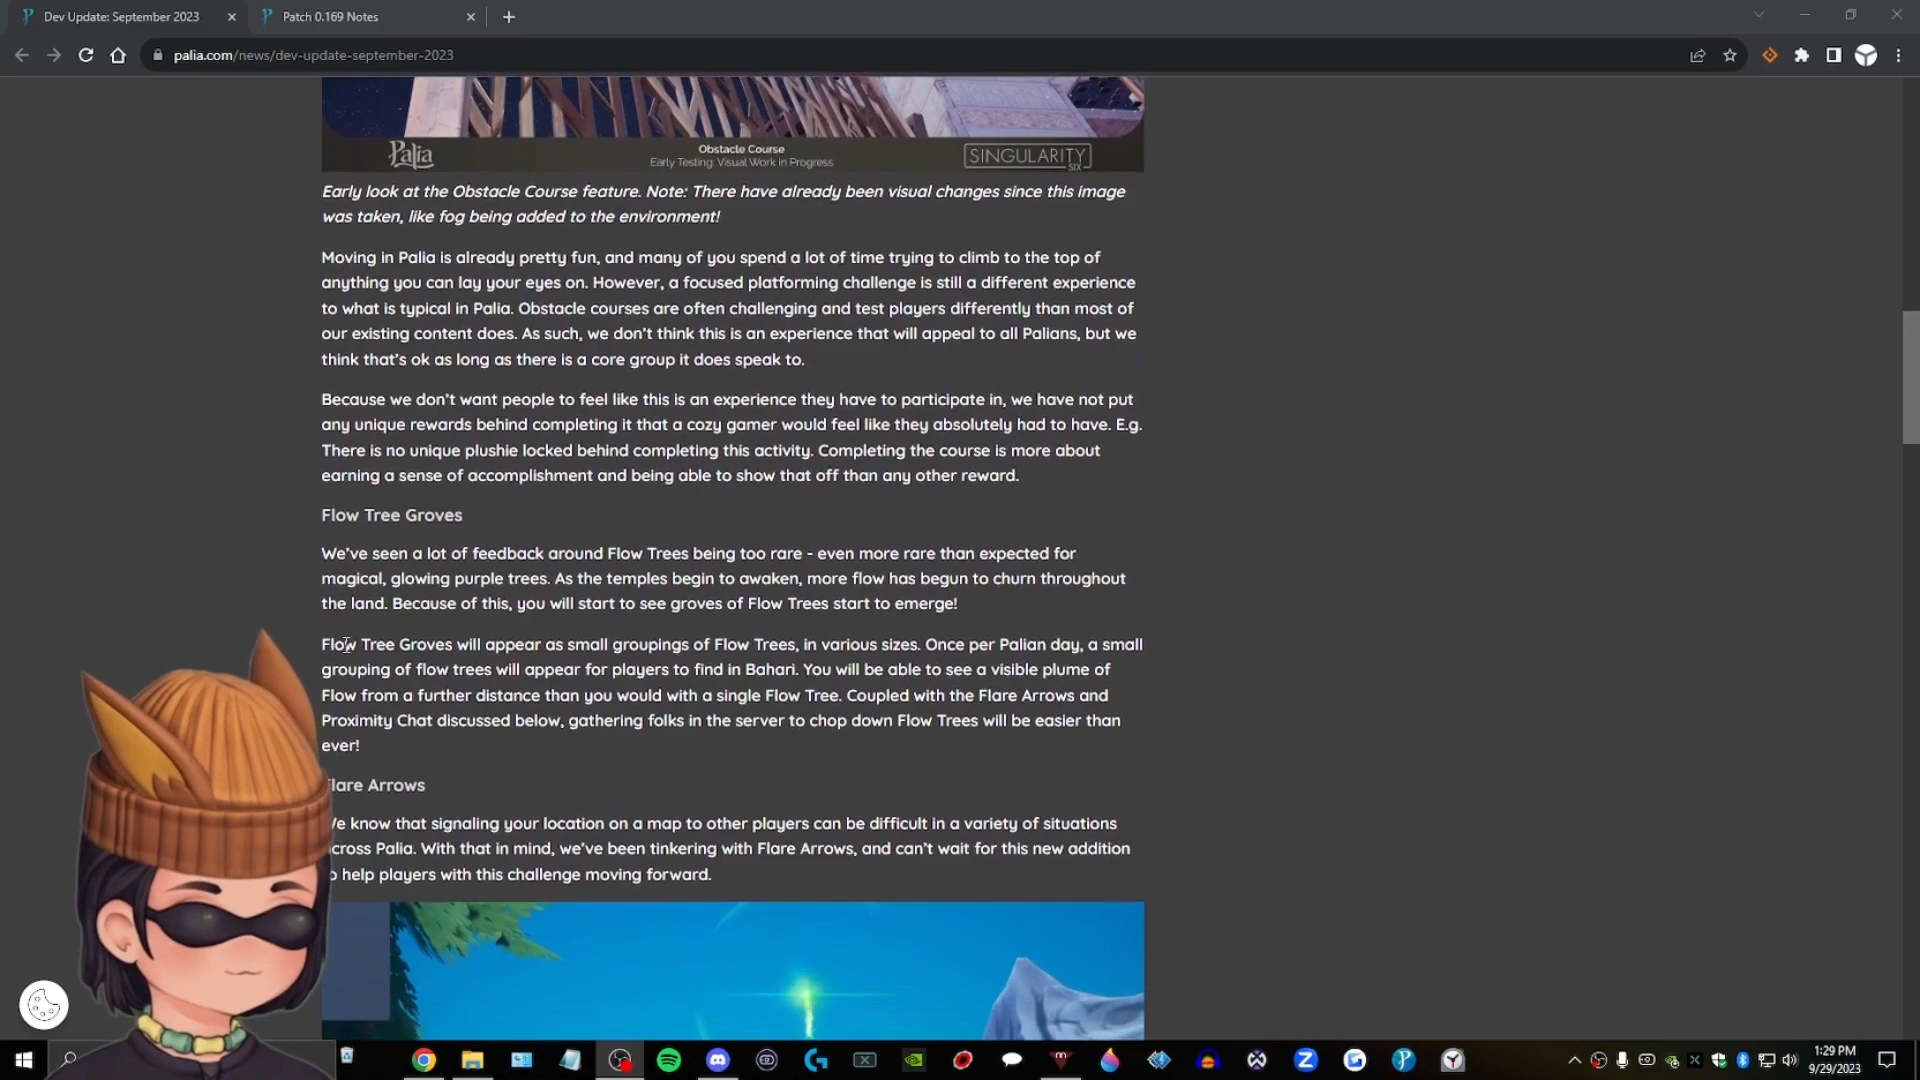 Dev Update: September 2023
Patch 0.169 Notes
palia.com/news/dev-update-september-2023
Palia
Obstacle Course
Early Testing: Visual Work in Progress
SINGULARITY
SIX
Early look at the Obstacle Course feature. Note: There have already been visual changes since this image
was taken, like fog being added to the environment!
Moving in Palia is already pretty fun, and many of you spend a lot of time trying to climb to the top of
anything you can lay your eyes on. However, a focused platforming challenge is still a different experience
to what is typical in Palia. Obstacle courses are often challenging and test players differently than most of
our existing content does. As such, we don't think this is an experience that will appeal to all Palians, but we
think that's ok as long as there is a core group it does speak to.
Because we don't want people to feel like this is an experience they have to participate in, we have not put
any unique rewards behind completing it that a cozy gamer would feel like they absolutely had to have. E.g.
There is no unique plushie locked behind completing this activity. Completing the course is more about
earning a sense of accomplishment and being able to show that off than any other reward.
Flow Tree Groves
We've seen a lot of feedback around Flow Trees being too rare - even more rare than expected for
magical, glowing purple trees. As the temples begin to awaken, more flow has begun to churn throughout
the land. Because of this, you will start to see groves of Flow Trees start to emerge!
Flow Tree Groves will appear as small groupings of Flow Trees, in various sizes. Once per Palian day, a small
grouping of flow trees will appear for players to find in Bahari. You will be able to see a visible plume of
Flow from a further distance than you would with a single Flow Tree. Coupled with the Flare Arrows and
Proximity Chat discussed below, gathering folks in the server to chop down Flow Trees will be easier than
ever!
lare Arrows
e know that signaling your location on a map to other players can be difficult in a variety of situations
cross Palia. With that in mind, we've been tinkering with Flare Arrows, and can't wait for this new addition
o help players with this challenge moving forward.
1:29 PM
9/29/2023